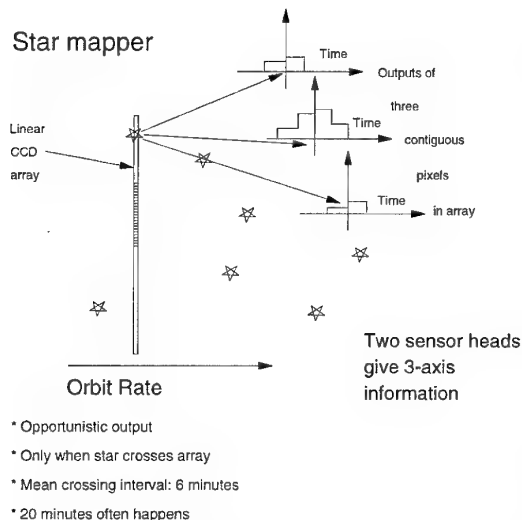 Star mapper
Time
Outputs of
three
Time
contiguous
pixels
Time
in array
Linear
CCD
array
Two sensor heads
give 3-axis
information
Orbit Rate
* Opportunistic output
* Only when star crosses array
* Mean crossing interval: 6 minutes
* 20 minutes often happens